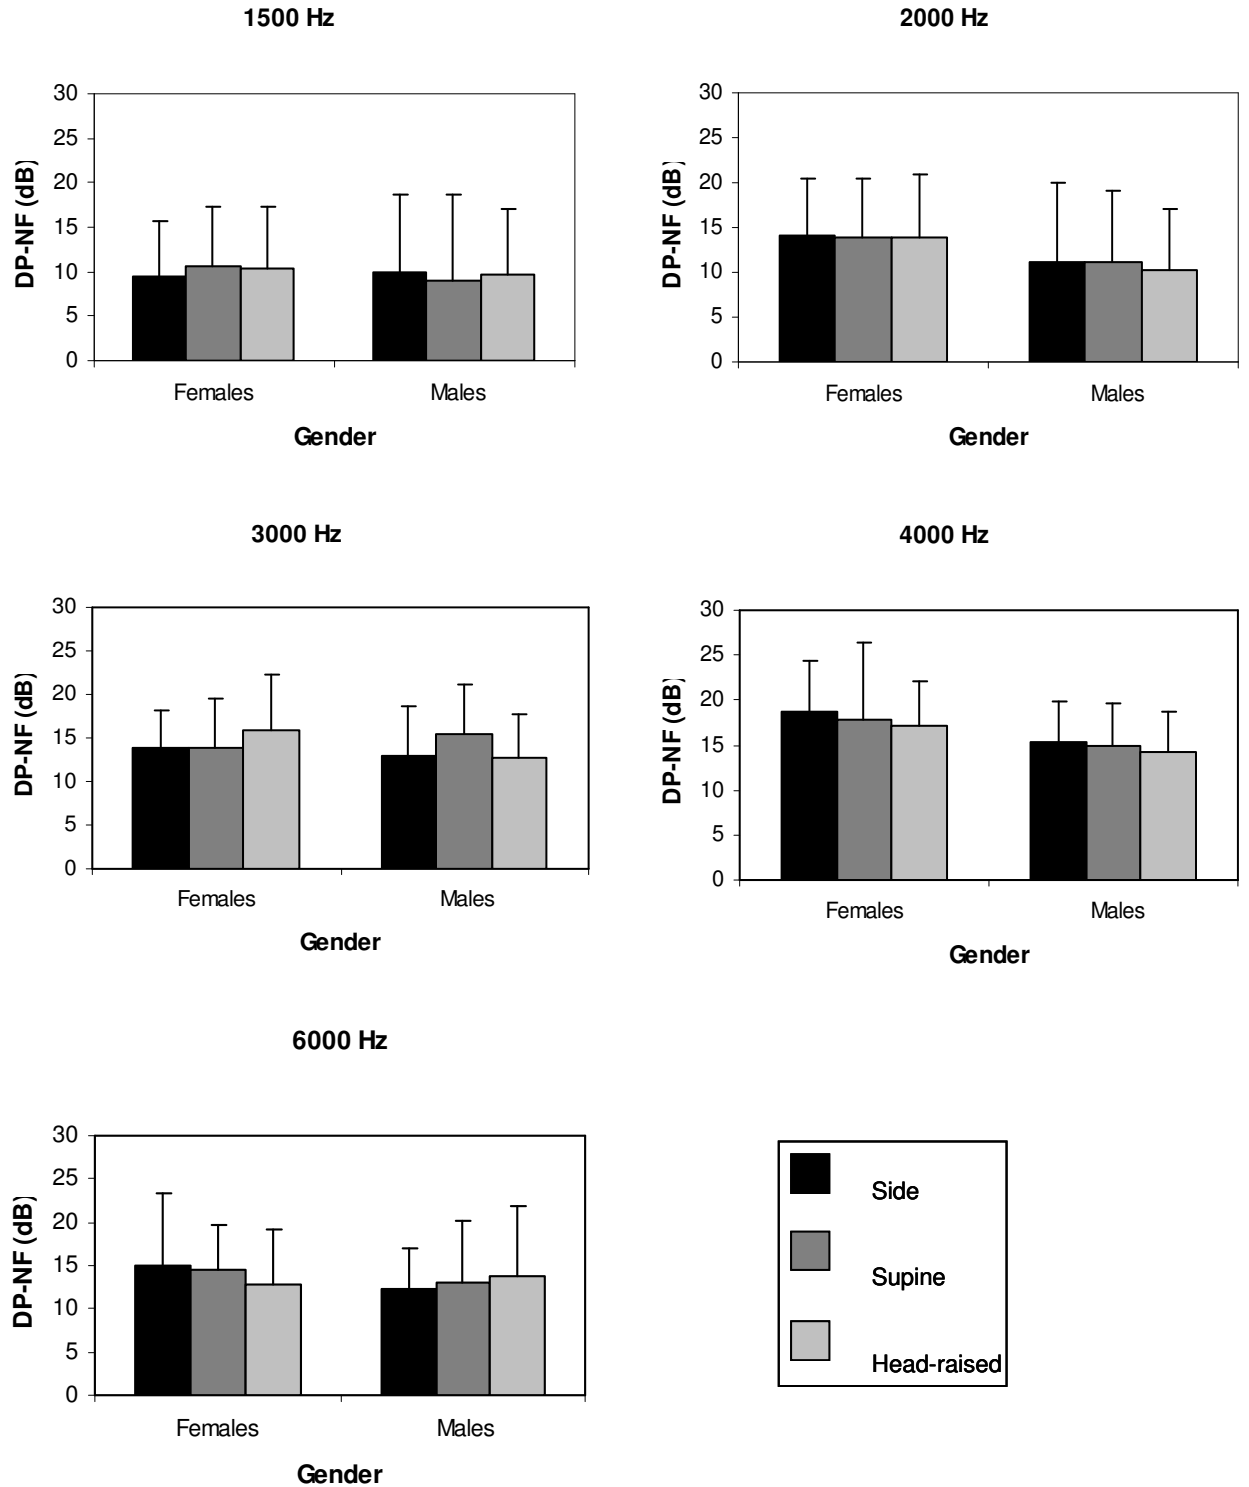 1500 Hz
30
25
20
15
10
5
0
DP-NF (dB)
Females Males
Gender
2000 Hz
30
25
20
15
10
5
0
DP-NF (dB)
Females Males
Gender
3000 Hz
30
25
20
15
10
5
0
DP-NF (dB)
Females Males
Gender
4000 Hz
30
25
20
15
10
5
0
DP-NF (dB)
Females Males
Gender
6000 Hz
30
25
20
15
10
5
0
DP-NF (dB)
Females Males
Gender
Side
Supine
Head-raised